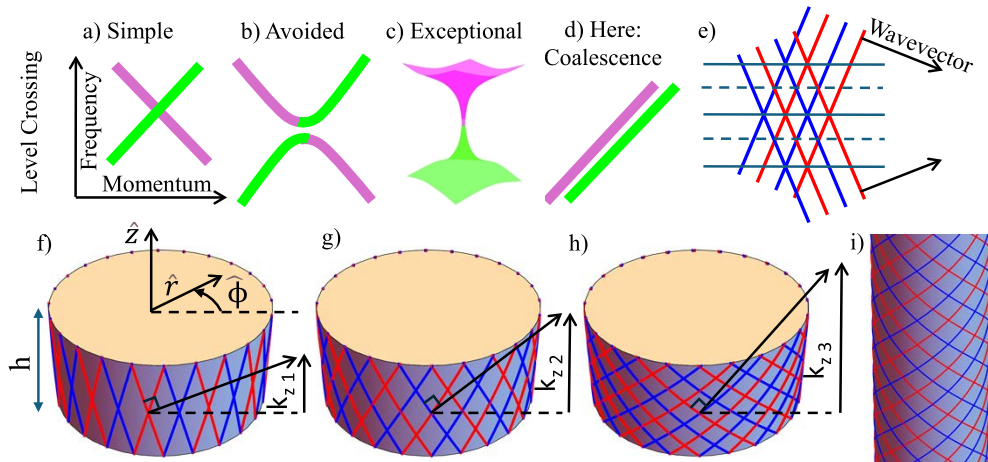 a) Simple
b) Avoided
c) Exceptional
d) Here:
Coalescence
e)
Level Crossing
Frequency
Momentum
Wavevector
f)
ẑ
r̂
ϕ̂
h
k_z 1
g)
k_z 2
h)
k_z 3
i)